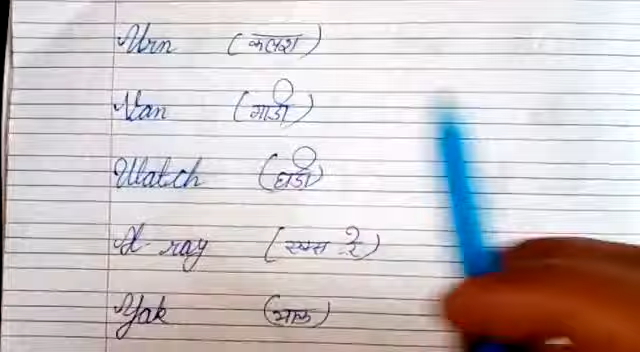 Urn (कलश)
Van (गाडी)
Watch (घडी)
X-ray (एक्स-रे)
Yak (याक)